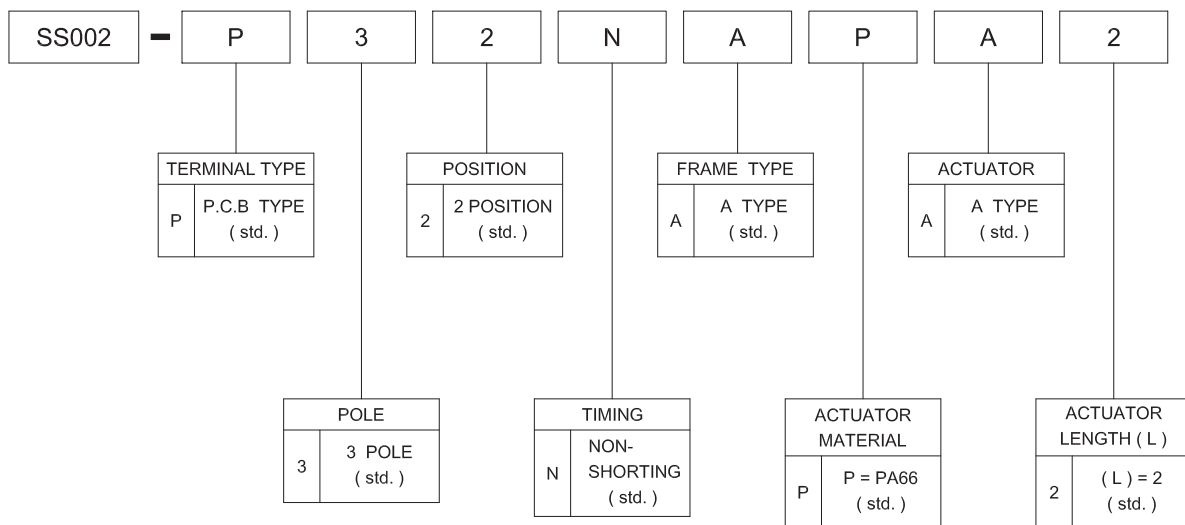 SS002 - P 3 2 N A P A 2
TERMINAL TYPE
P P.C.B TYPE
( std. )
POSITION
2 2 POSITION
( std. )
FRAME TYPE
A A TYPE
( std. )
ACTUATOR
A A TYPE
( std. )
POLE
3 3 POLE
( std. )
TIMING
NON-
N SHORTING
( std. )
ACTUATOR
MATERIAL
P P = PA66
( std. )
ACTUATOR
LENGTH ( L )
2 ( L ) = 2
( std. )